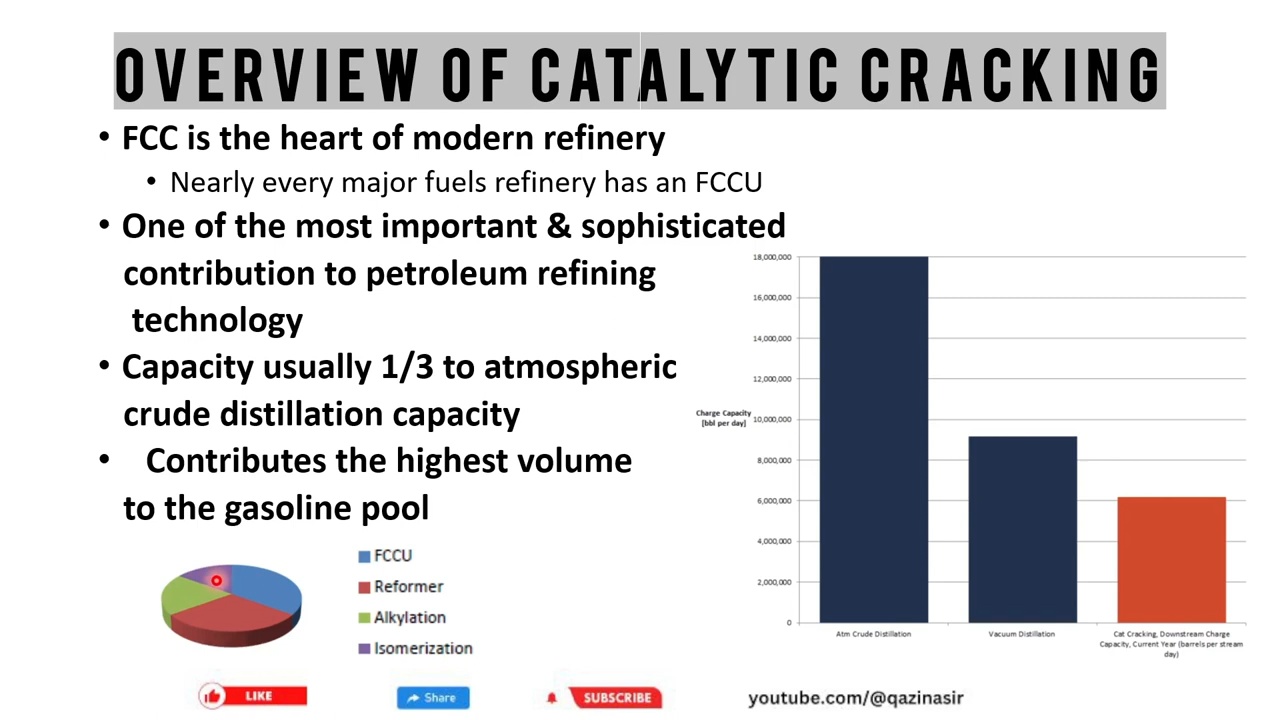 OVERVIEW OF CATALYTIC CRACKING
• FCC is the heart of modern refinery
• Nearly every major fuels refinery has an FCCU
• One of the most important & sophisticated
contribution to petroleum refining
technology
• Capacity usually 1/3 to atmospheric
crude distillation capacity
• Contributes the highest volume
to the gasoline pool
FCCU
Reformer
Alkylation
Isomerization
18,000,000
16,000,000
14,000,000
12,000,000
10,000,000
8,000,000
6,000,000
4,000,000
2,000,000
0
Charge Capacity
[bbl per day]
Atm Crude Distillation
Vacuum Distillation
Cat Cracking, Downstream Charge
Capacity, Current Year (barrels per stream
day)
LIKE
Share
SUBSCRIBE
youtube.com/@qazinasir